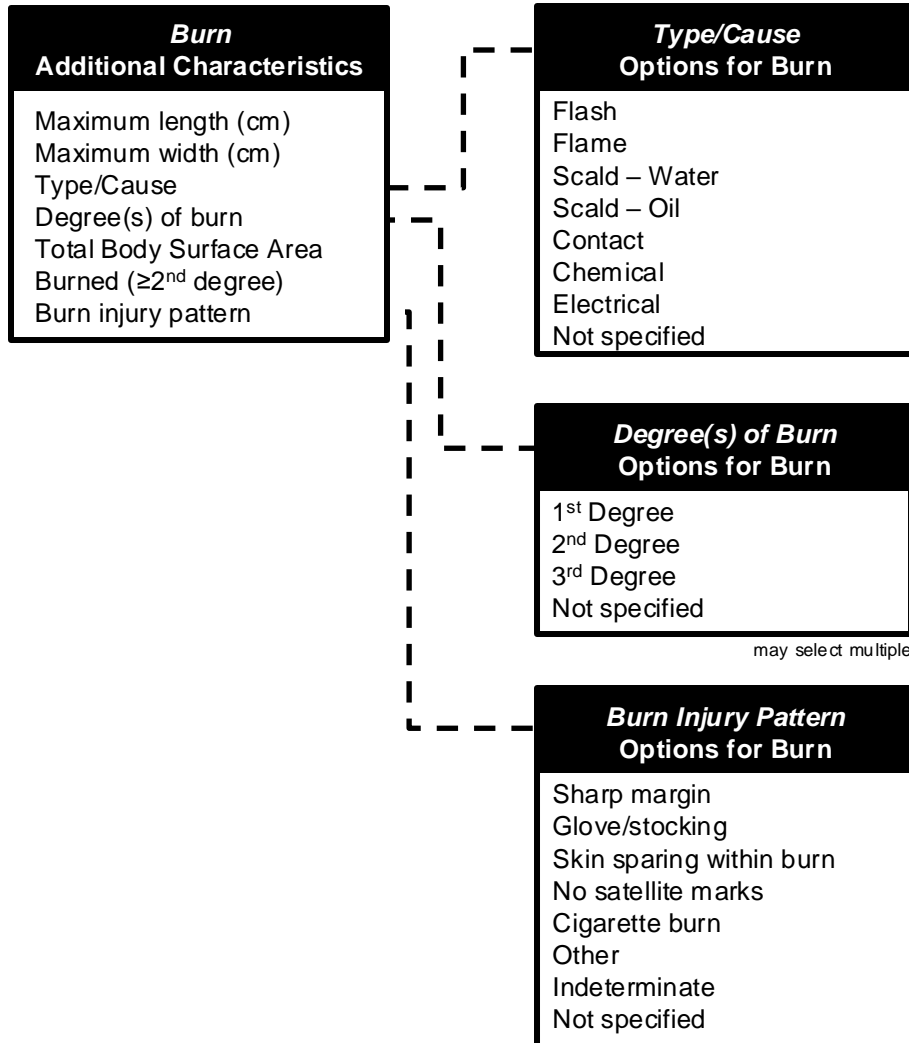 Burn
Additional Characteristics
Maximum length (cm)
Maximum width (cm)
Type/Cause
Degree(s) of burn
Total Body Surface Area
Burned (≥2nd degree)
Burn injury pattern
Type/Cause
Options for Burn
Flash
Flame
Scald – Water
Scald – Oil
Contact
Chemical
Electrical
Not specified
Degree(s) of Burn
Options for Burn
1st Degree
2nd Degree
3rd Degree
Not specified
may select multiple
Burn Injury Pattern
Options for Burn
Sharp margin
Glove/stocking
Skin sparing within burn
No satellite marks
Cigarette burn
Other
Indeterminate
Not specified